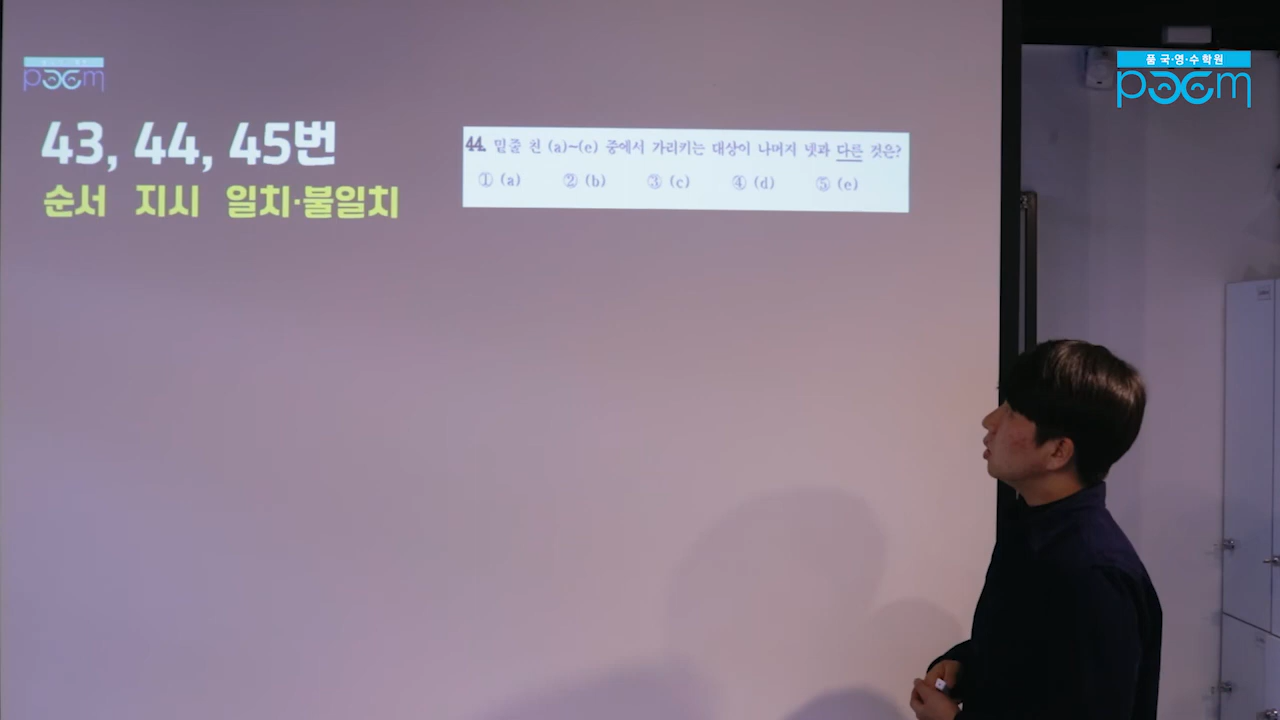 품 국·영·수 학원
poem
poem
43, 44, 45번
순서 지시 일치·불일치
44. 밑줄 친 (a)~(e) 중에서 가리키는 대상이 나머지 넷과 다른 것은?
① (a) ② (b) ③ (c) ④ (d) ⑤ (e)